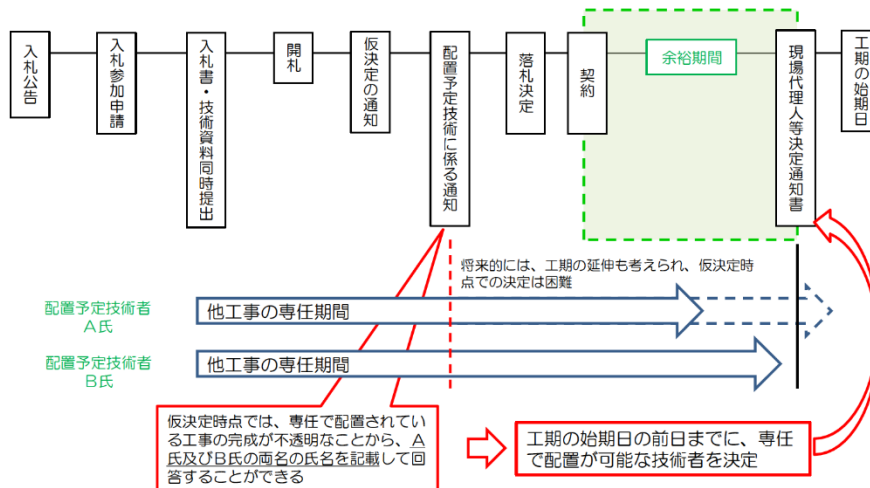 入札公告
入札参加申請
入札書・技術資料同時提出
開札
仮決定の通知
配置予定技術に係る通知
落札決定
契約
余裕期間
現場代理人等決定通知書
工期の始期日
将来的には、工期の延伸も考えられ、仮決定時
点での決定は困難
配置予定技術者
A氏
他工事の専任期間
配置予定技術者
B氏
他工事の専任期間
仮決定時点では、専任で配置されてい
る工事の完成が不透明なことから、A
氏及びB氏の両名の氏名を記載して回
答することができる
工期の始期日の前日までに、専任
で配置が可能な技術者を決定